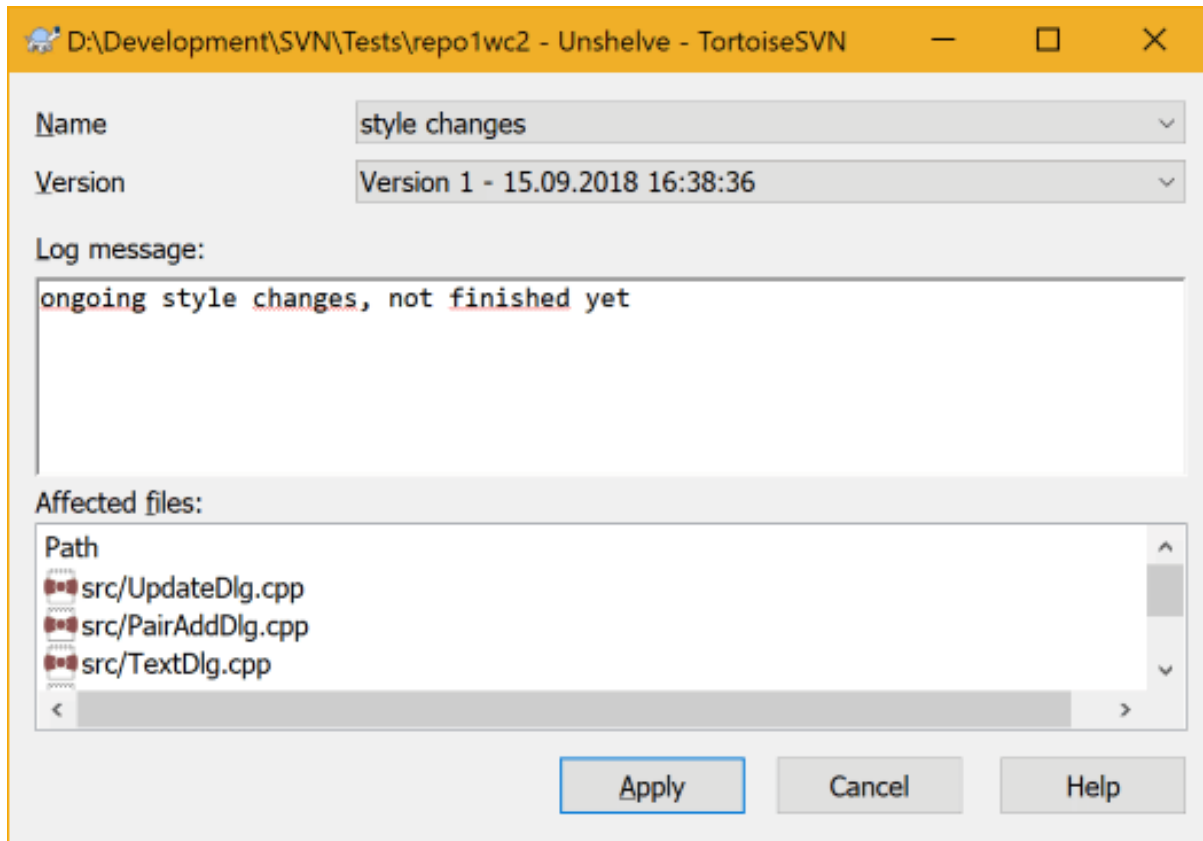 D:\Development\SVN\Tests\repo1wc2 - Unshelve - TortoiseSVN
Name style changes
Version Version 1 - 15.09.2018 16:38:36
Log message:
ongoing style changes, not finished yet
Affected files:
Path
src/UpdateDlg.cpp
src/PairAddDlg.cpp
src/TextDlg.cpp
Apply Cancel Help